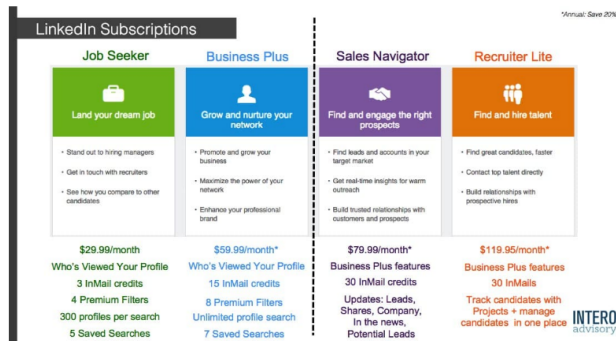 *Annual: Save 20%
LinkedIn Subscriptions
Job Seeker
Land your dream job
• Stand out to hiring managers
• Get in touch with recruiters
• See how you compare to other
candidates
$29.99/month
Who's Viewed Your Profile
3 InMail credits
4 Premium Filters
300 profiles per search
5 Saved Searches
Business Plus
Grow and nurture your
network
• Promote and grow your
business
• Maximize the power of your
network
• Enhance your professional
brand
$59.99/month*
Who's Viewed Your Profile
15 InMail credits
8 Premium Filters
Unlimited profile search
7 Saved Searches
Sales Navigator
Find and engage the right
prospects
• Find leads and accounts in your
target market
• Get real-time insights for warm
outreach
• Build trusted relationships with
customers and prospects
$79.99/month*
Business Plus features
30 InMail credits
Updates: Leads,
Shares, Company,
In the news,
Potential Leads
Recruiter Lite
Find and hire talent
• Find great candidates, faster
• Contact top talent directly
• Build relationships with
prospective hires
$119.95/month*
Business Plus features
30 InMails
Track candidates with
Projects + manage
candidates in one place
INTERO
advisory